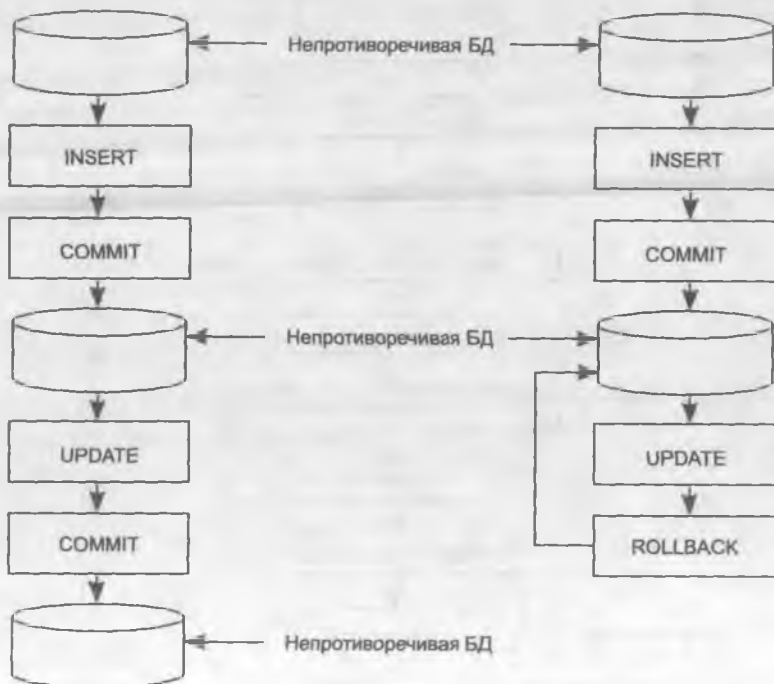 Непротиворечивая БД
INSERT INSERT
COMMIT COMMIT
Непротиворечивая БД
UPDATE UPDATE
COMMIT ROLLBACK
Непротиворечивая БД